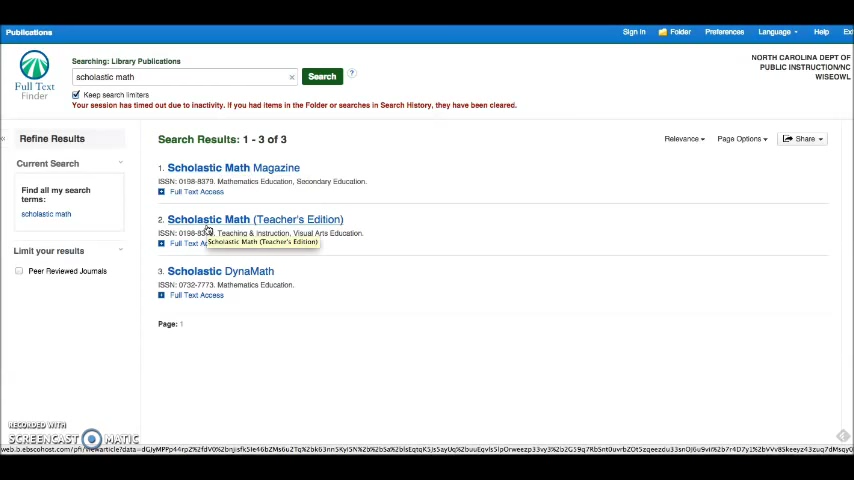 Publications
Sign In
Folder
Preferences
Language
Help
Searching: Library Publications
scholastic math
Search
Keep search limiters
Your session has timed out due to inactivity. If you had items in the Folder or searches in Search History, they have been cleared.
NORTH CAROLINA DEPT OF
PUBLIC INSTRUCTION/NC
WISEOWL
Full Text
Finder
Refine Results
Current Search
Find all my search
terms:
scholastic math
Limit your results
Peer Reviewed Journals
Search Results: 1 - 3 of 3
Relevance
Page Options
Share
1. Scholastic Math Magazine
ISSN: 0198-8379. Mathematics Education, Secondary Education.
Full Text Access
2. Scholastic Math (Teacher's Edition)
Teaching & Instruction, Visual Arts Education.
Scholastic Math (Teacher's Edition)
Full Text
3. Scholastic DynaMath
ISSN: 0732-7773. Mathematics Education.
Full Text Access
Page: 1
RECORDED WITH
SCREENCAST MATIC